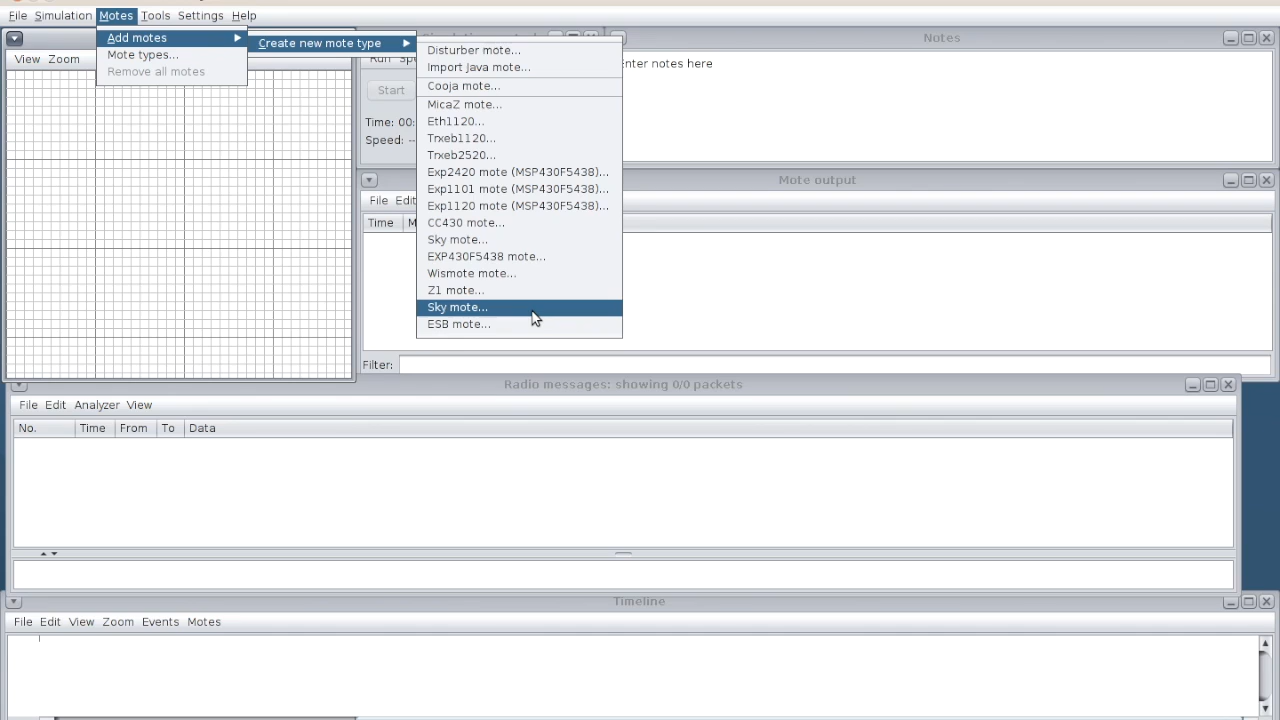 File Simulation Motes Tools Settings Help
Add motes
Mote types...
Remove all motes
Create new mote type
Disturber mote...
Import Java mote...
Cooja mote...
MicaZ mote...
Eth1120...
Trxeb1120...
Trxeb2520...
Exp2420 mote (MSP430F5438)...
Exp1101 mote (MSP430F5438)...
Exp1120 mote (MSP430F5438)...
CC430 mote...
Sky mote...
EXP430F5438 mote...
Wismote mote...
Z1 mote...
Sky mote...
ESB mote...
View Zoom
Run
Start
Time: 00:
Speed: --
Notes
Enter notes here
Mote output
File Edit
Time
Filter:
Radio messages: showing 0/0 packets
File Edit Analyzer View
No. Time From To Data
Timeline
File Edit View Zoom Events Motes